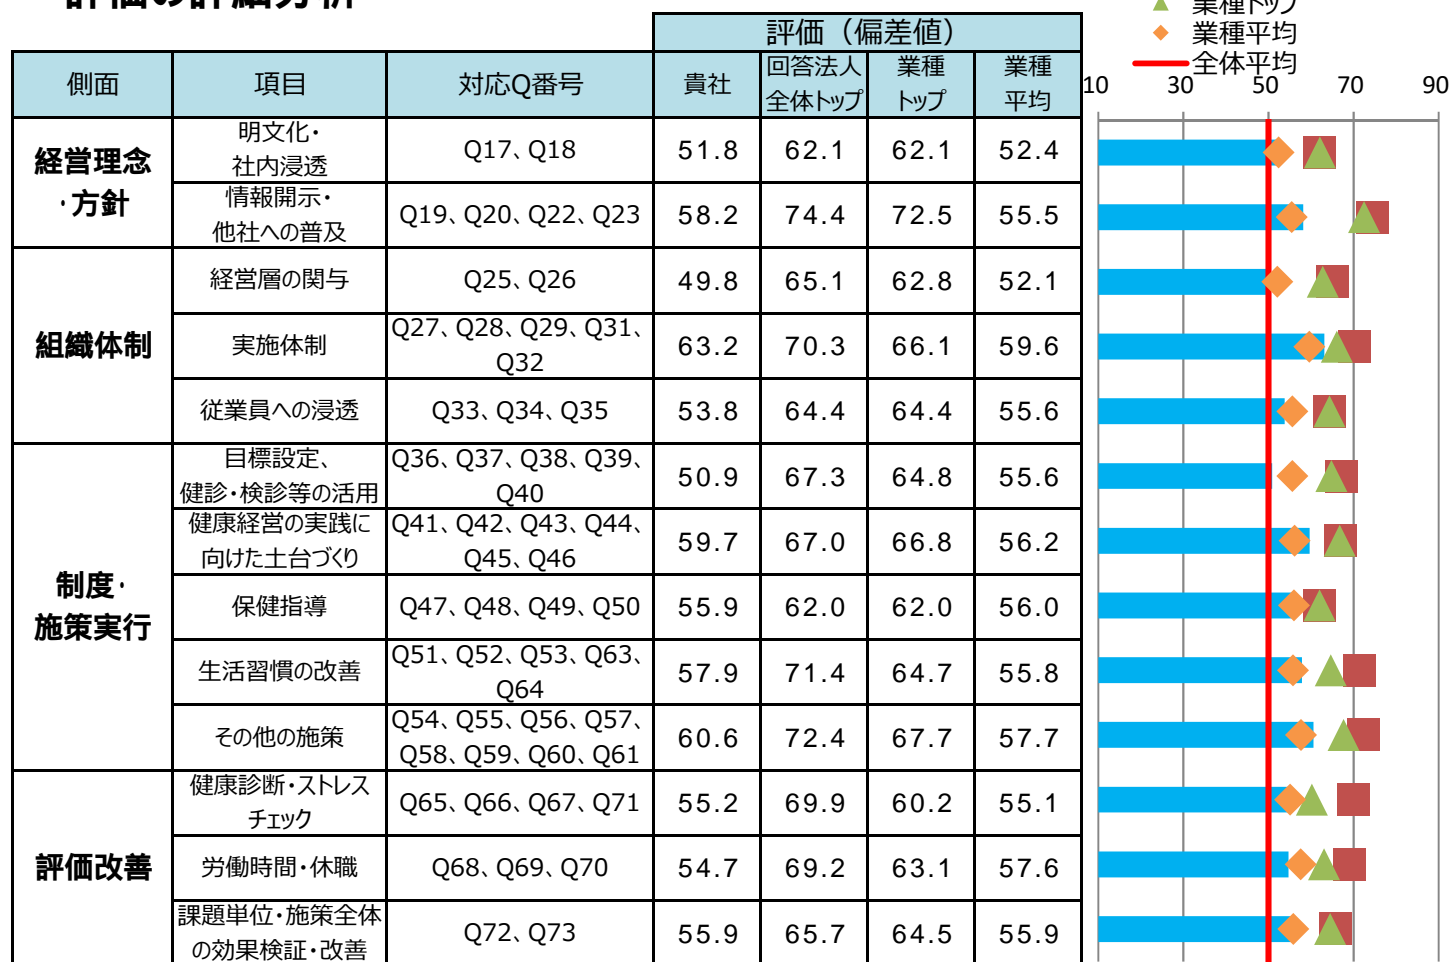 評価の詳細分析
業種トップ
業種平均
全体平均
評価（偏差値）
側面 項目 対応Q番号 貴社 回答法人 業種 業種
全体トップ トップ 平均
10 30 50 70 90
経営理念
・方針
明文化・
社内浸透
Q17、Q18 51.8 62.1 62.1 52.4
情報開示・
他社への普及
Q19、Q20、Q22、Q23 58.2 74.4 72.5 55.5
組織体制
経営層の関与 Q25、Q26 49.8 65.1 62.8 52.1
実施体制
Q27、Q28、Q29、Q31、
Q32
63.2 70.3 66.1 59.6
従業員への浸透 Q33、Q34、Q35 53.8 64.4 64.4 55.6
制度・
施策実行
目標設定、
健診・検診等の活用
Q36、Q37、Q38、Q39、
Q40
50.9 67.3 64.8 55.6
健康経営の実践に
向けた土台づくり
Q41、Q42、Q43、Q44、
Q45、Q46
59.7 67.0 66.8 56.2
保健指導 Q47、Q48、Q49、Q50 55.9 62.0 62.0 56.0
生活習慣の改善
Q51、Q52、Q53、Q63、
Q64
57.9 71.4 64.7 55.8
その他の施策
Q54、Q55、Q56、Q57、
Q58、Q59、Q60、Q61
60.6 72.4 67.7 57.7
評価改善
健康診断・ストレス
チェック
Q65、Q66、Q67、Q71 55.2 69.9 60.2 55.1
労働時間・休職 Q68、Q69、Q70 54.7 69.2 63.1 57.6
課題単位・施策全体
の効果検証・改善
Q72、Q73 55.9 65.7 64.5 55.9